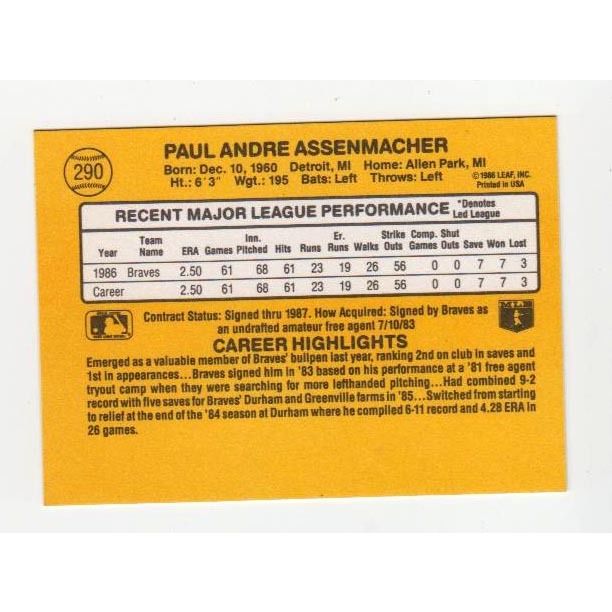 290
PAUL ANDRE ASSENMACHER
Born: Dec. 10, 1960 Detroit, MI Home: Allen Park, MI
Ht.: 6'3" Wgt.: 195 Bats: Left Throws: Left
©1986 LEAF, INC.
Printed in USA
RECENT MAJOR LEAGUE PERFORMANCE *Denotes Led League
Year Team Name ERA Games Inn. Pitched Hits Runs Er. Runs Walks Strike Outs Comp. Games Shut Outs Save Won Lost
1986 Braves 2.50 61 68 61 23 19 26 56 0 0 7 7 3
Career 2.50 61 68 61 23 19 26 56 0 0 7 7 3
Contract Status: Signed thru 1987. How Acquired: Signed by Braves as
an undrafted amateur free agent 7/10/83
MLB
CAREER HIGHLIGHTS
Emerged as a valuable member of Braves' bullpen last year, ranking 2nd on club in saves and
1st in appearances...Braves signed him in '83 based on his performance at a '81 free agent
tryout camp when they were searching for more lefthanded pitching...Had combined 9-2
record with five saves for Braves' Durham and Greenville farms in '85...Switched from starting
to relief at the end of the '84 season at Durham where he compiled 6-11 record and 4.28 ERA in
26 games.